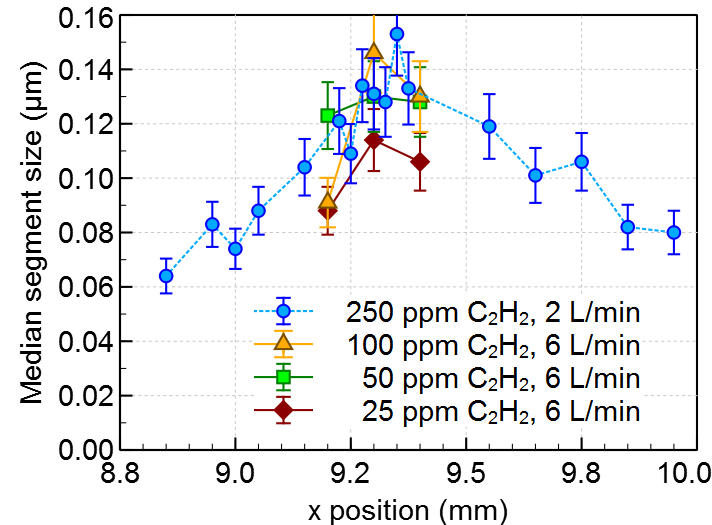 0.16
0.14
0.12
0.10
0.08
0.06
0.04
0.02
0.00
Median segment size (μm)
250 ppm C₂H₂, 2 L/min
100 ppm C₂H₂, 6 L/min
50 ppm C₂H₂, 6 L/min
25 ppm C₂H₂, 6 L/min
8.8 9.0 9.2 9.5 9.8 10.0
x position (mm)